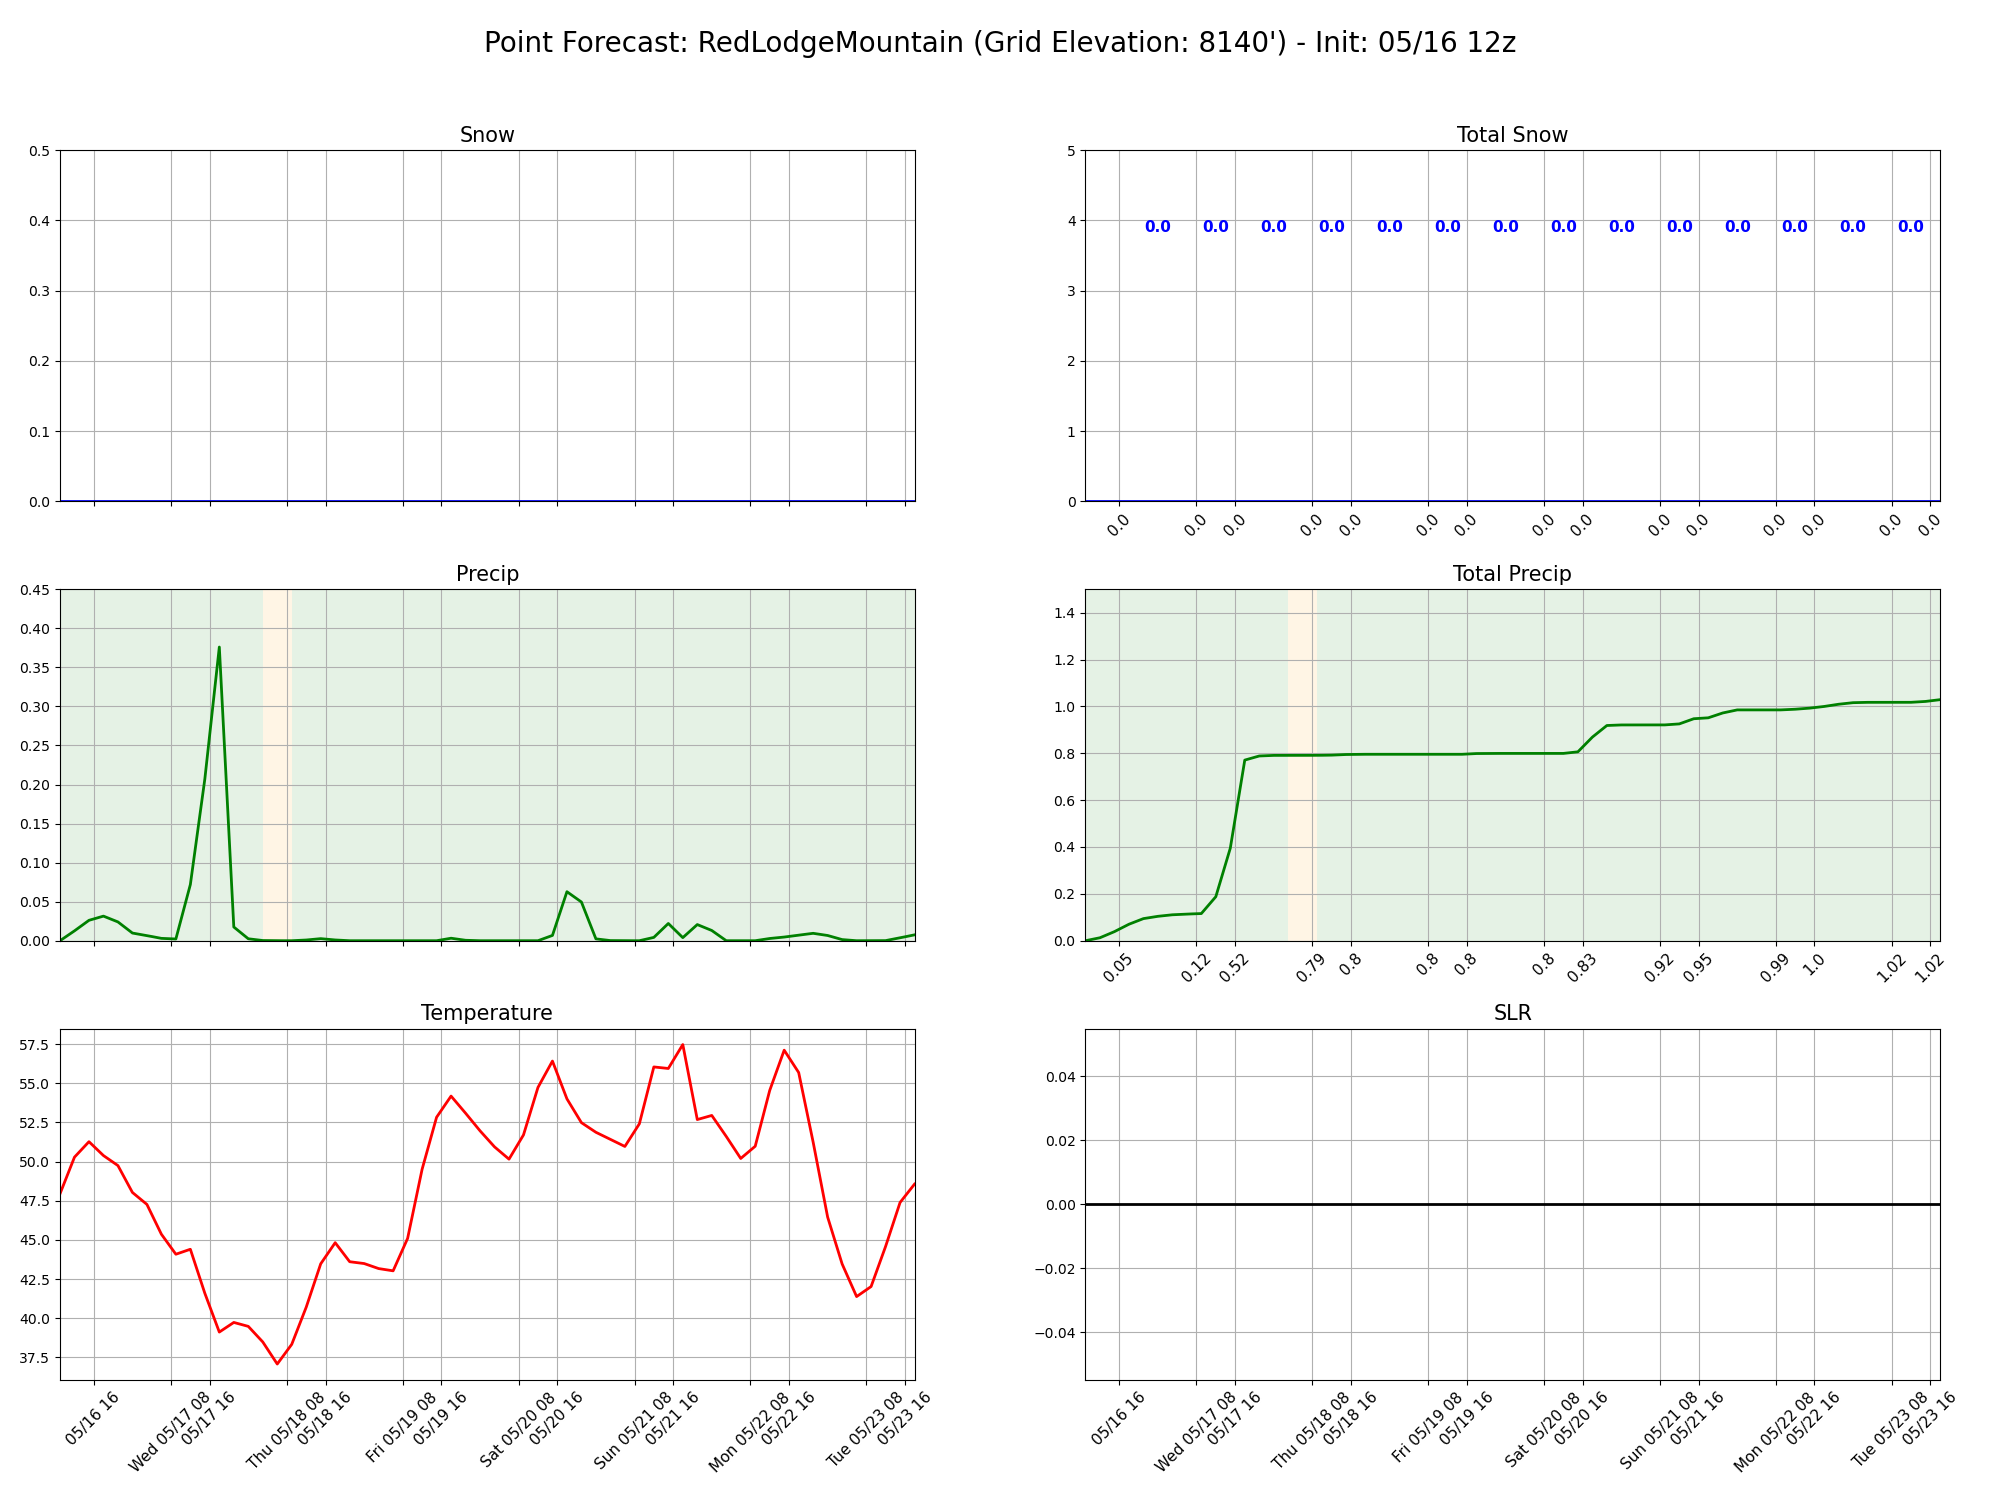 Point Forecast: RedLodgeMountain (Grid Elevation: 8140') - Init: 05/16 12z
Snow
0.5
0.4
0.3
0.2
0.1
0.0
Total Snow
5
4
3
2
1
0
0.0 0.0 0.0 0.0 0.0 0.0 0.0 0.0 0.0 0.0 0.0 0.0 0.0 0.0
0.0 0.0 0.0 0.0 0.0 0.0 0.0 0.0 0.0 0.0 0.0 0.0 0.0 0.0 0.0
Precip
0.45
0.40
0.35
0.30
0.25
0.20
0.15
0.10
0.05
0.00
Total Precip
1.4
1.2
1.0
0.8
0.6
0.4
0.2
0.0
0.05 0.12 0.52 0.79 0.8 0.8 0.8 0.8 0.83 0.92 0.95 0.99 1.0 1.02 1.02
Temperature
57.5
55.0
52.5
50.0
47.5
45.0
42.5
40.0
37.5
05/16 16
Wed 05/17 08
05/17 16
Thu 05/18 08
05/18 16
Fri 05/19 08
05/19 16
Sat 05/20 08
05/20 16
Sun 05/21 08
05/21 16
Mon 05/22 08
05/22 16
Tue 05/23 08
05/23 16
SLR
0.04
0.02
0.00
−0.02
−0.04
05/16 16
Wed 05/17 08
05/17 16
Thu 05/18 08
05/18 16
Fri 05/19 08
05/19 16
Sat 05/20 08
05/20 16
Sun 05/21 08
05/21 16
Mon 05/22 08
05/22 16
Tue 05/23 08
05/23 16